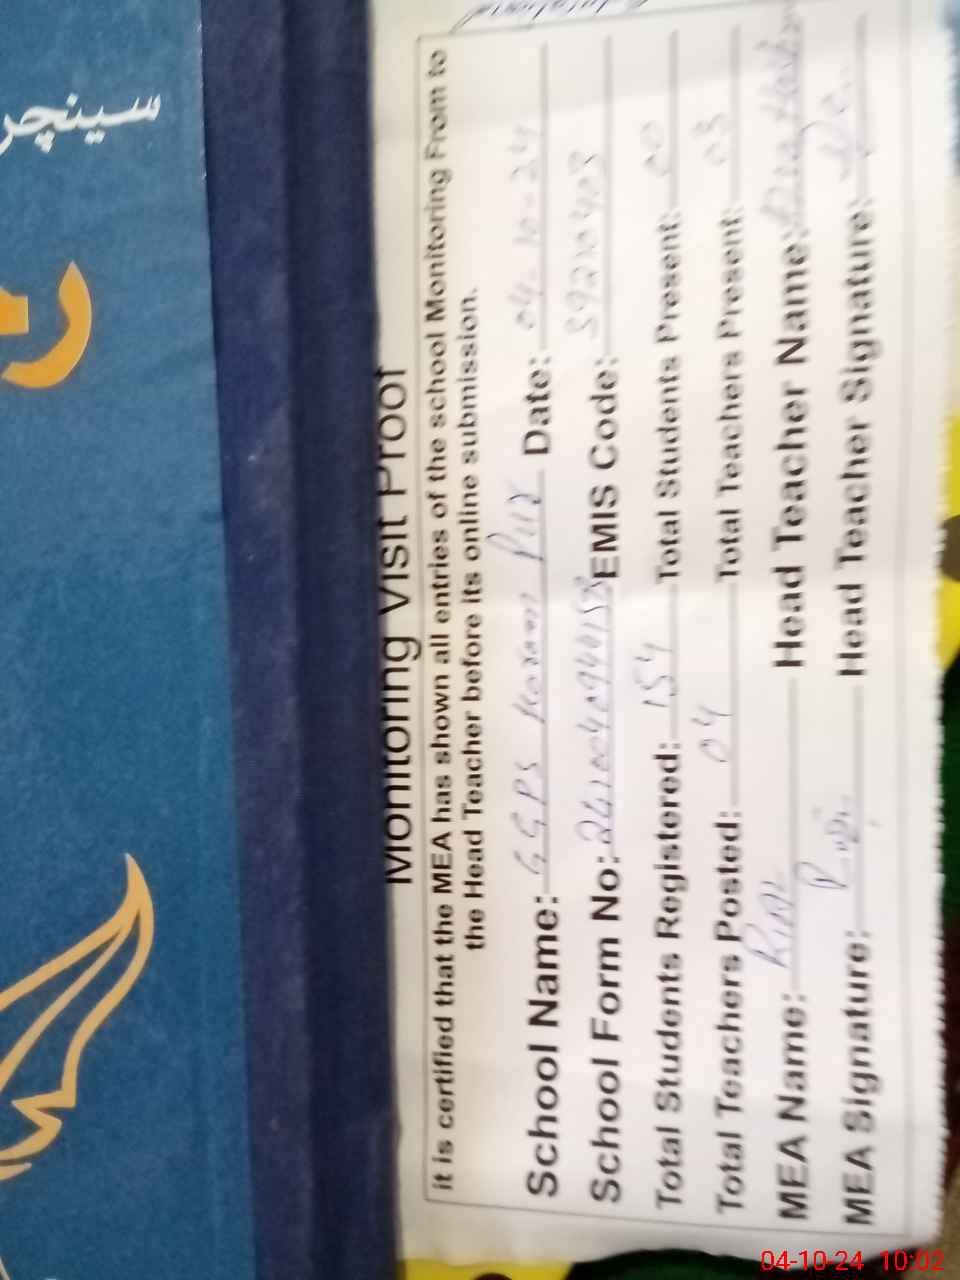 سینچر
Monitoring Visit Proof
it is certified that the MEA has shown all entries of the school Monitoring From to
the Head Teacher before its online submission.
School Name: GGPS Karam Pur Date: 04-10-24
School Form No: EMIS Code:
Total Students Registered: 154 Total Students Present: 00
Total Teachers Posted: 04 Total Teachers Present: 03
MEA Name: Head Teacher Name:
MEA Signature: Head Teacher Signature:
04-10-24 10:02